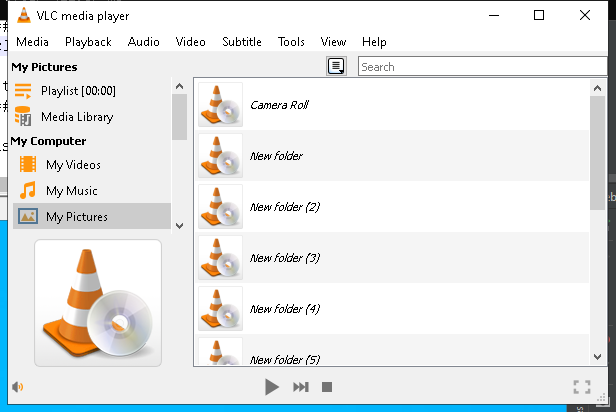 VLC media player
Media Playback Audio Video Subtitle Tools View Help
My Pictures
Search
Playlist [00:00]
Media Library
My Computer
My Videos
My Music
My Pictures
Camera Roll
New folder
New folder (2)
New folder (3)
New folder (4)
New folder (5)